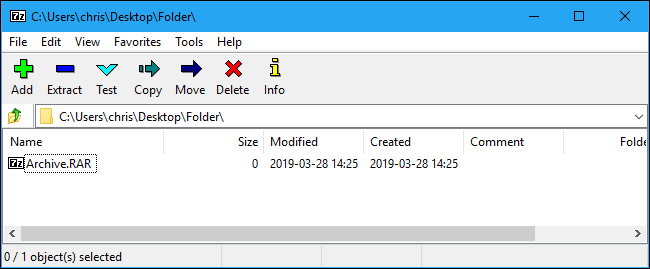 7z C:\Users\chris\Desktop\Folder\
File Edit View Favorites Tools Help
Add Extract Test Copy Move Delete Info
C:\Users\chris\Desktop\Folder\
Name Size Modified Created Comment Folde
7z Archive.RAR 0 2019-03-28 14:25 2019-03-28 14:25
0 / 1 object(s) selected